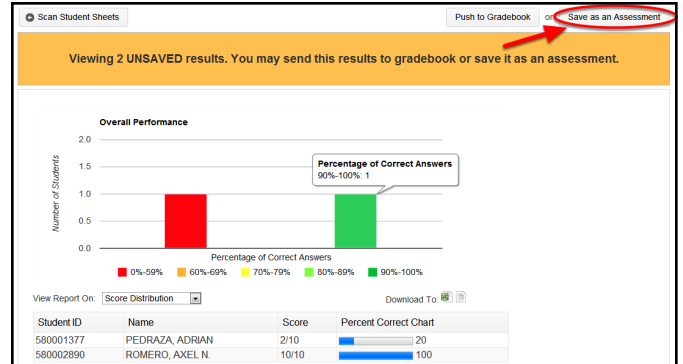 Scan Student Sheets
Push to Gradebook or Save as an Assessment
Viewing 2 UNSAVED results. You may send this results to gradebook or save it as an assessment.
Overall Performance
2.0
1.5
1.0
0.5
0.0
Number of Students
Percentage of Correct Answers
90%-100%: 1
Percentage of Correct Answers
0%-59% 60%-69% 70%-79% 80%-89% 90%-100%
View Report On: Score Distribution Download To:
Student ID Name Score Percent Correct Chart
580001377 PEDRAZA, ADRIAN 2/10 20
580002890 ROMERO, AXEL N. 10/10 100